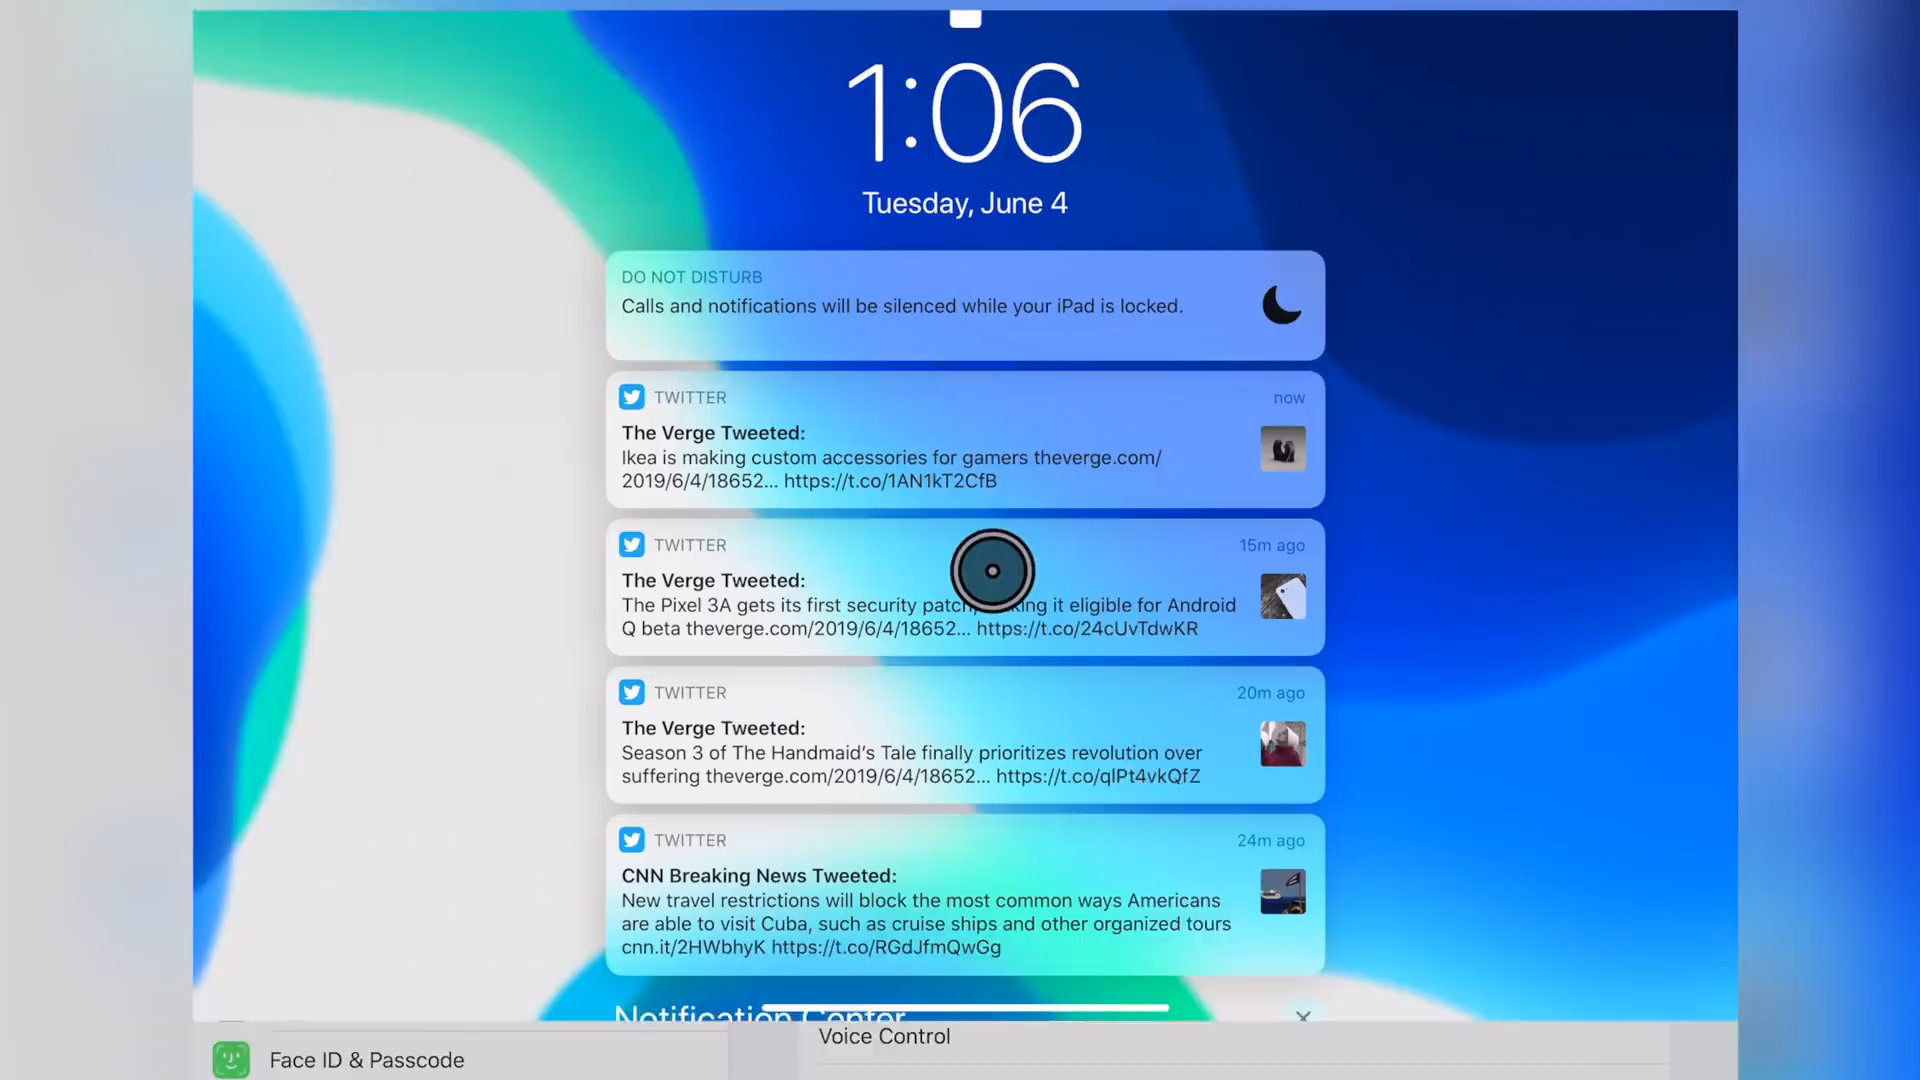 1:06
Tuesday, June 4
DO NOT DISTURB
Calls and notifications will be silenced while your iPad is locked.
TWITTER now
The Verge Tweeted:
Ikea is making custom accessories for gamers theverge.com/
2019/6/4/18652... https://t.co/1AN1kT2CfB
TWITTER 15m ago
The Verge Tweeted:
The Pixel 3A gets its first security patch, king it eligible for Android
Q beta theverge.com/2019/6/4/18652... https://t.co/24cUvTdwKR
TWITTER 20m ago
The Verge Tweeted:
Season 3 of The Handmaid's Tale finally prioritizes revolution over
suffering theverge.com/2019/6/4/18652... https://t.co/qlPt4vkQfZ
TWITTER 24m ago
CNN Breaking News Tweeted:
New travel restrictions will block the most common ways Americans
are able to visit Cuba, such as cruise ships and other organized tours
cnn.it/2HWbhyK https://t.co/RGdJfmQwGg
Notification Center
Voice Control
Face ID & Passcode